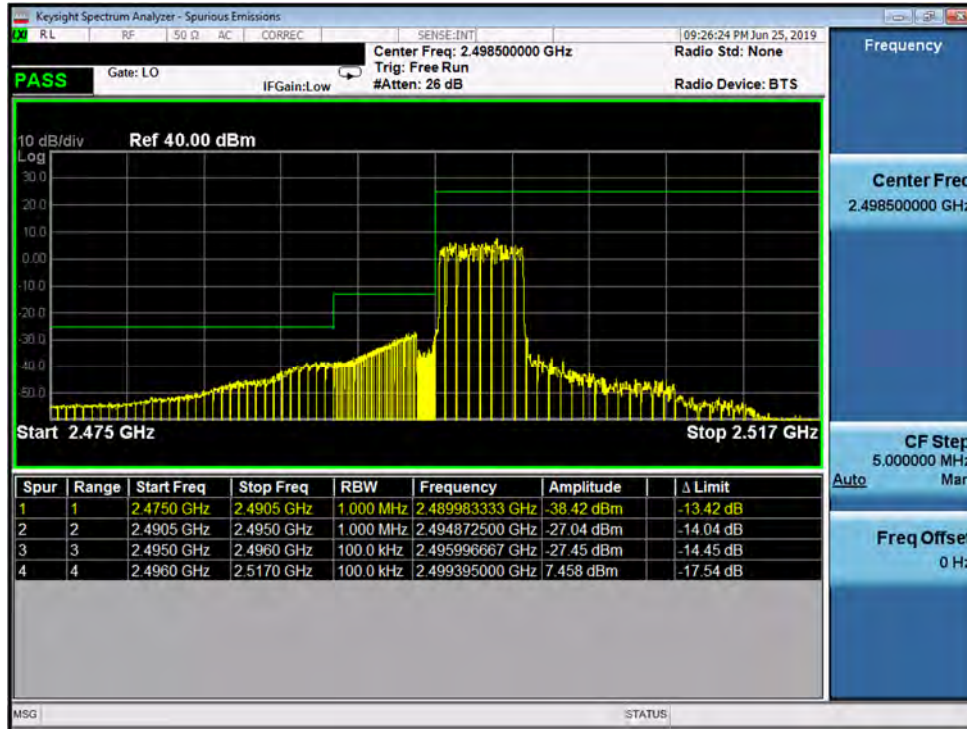 Keysight Spectrum Analyzer - Spurious Emissions
LXI RL RF 50 Ω AC CORREC SENSE:INT 09:26:24 PM Jun 25, 2019
Center Freq: 2.498500000 GHz Radio Std: None
Trig: Free Run
PASS Gate: LO IFGain:Low #Atten: 26 dB Radio Device: BTS
Frequency
10 dB/div Ref 40.00 dBm
Log
30.0
20.0
10.0
0.00
-10.0
-20.0
-30.0
-40.0
-50.0
Start 2.475 GHz Stop 2.517 GHz
Center Freq
2.498500000 GHz
CF Step
5.000000 MHz
Auto Man
Freq Offset
0 Hz
Spur Range Start Freq Stop Freq RBW Frequency Amplitude Δ Limit
1 1 2.4750 GHz 2.4905 GHz 1.000 MHz 2.489983333 GHz -38.42 dBm -13.42 dB
2 2 2.4905 GHz 2.4950 GHz 1.000 MHz 2.494872500 GHz -27.04 dBm -14.04 dB
3 3 2.4950 GHz 2.4960 GHz 100.0 kHz 2.495996667 GHz -27.45 dBm -14.45 dB
4 4 2.4960 GHz 2.5170 GHz 100.0 kHz 2.499395000 GHz 7.458 dBm -17.54 dB
MSG STATUS